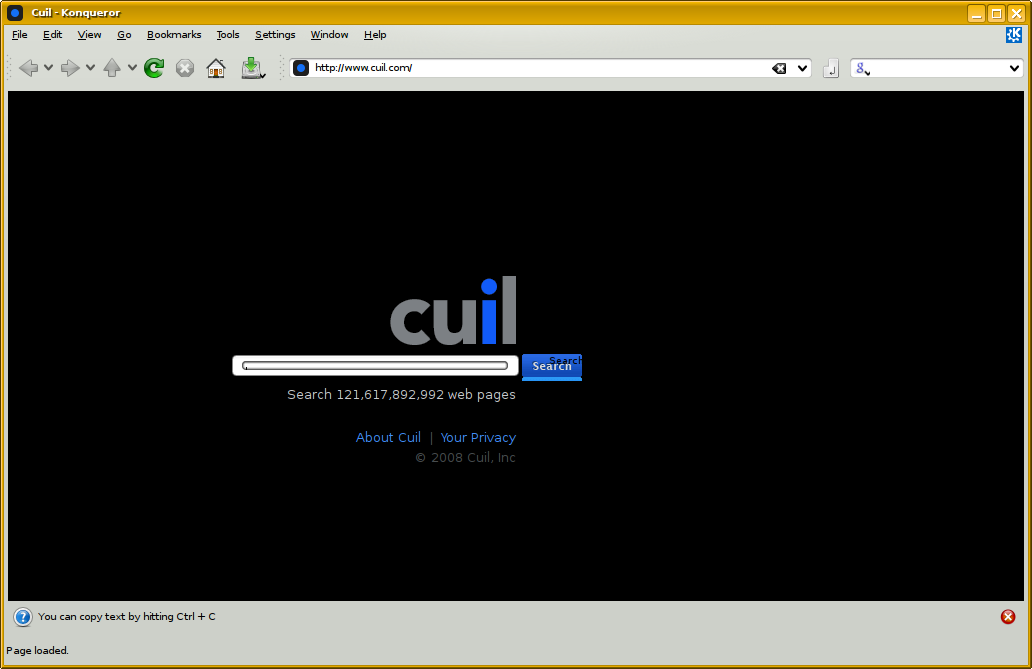 Cuil - Konqueror
File Edit View Go Bookmarks Tools Settings Window Help
http://www.cuil.com/
cuil
Search
Search
Search 121,617,892,992 web pages
About Cuil | Your Privacy
© 2008 Cuil, Inc
You can copy text by hitting Ctrl + C
Page loaded.